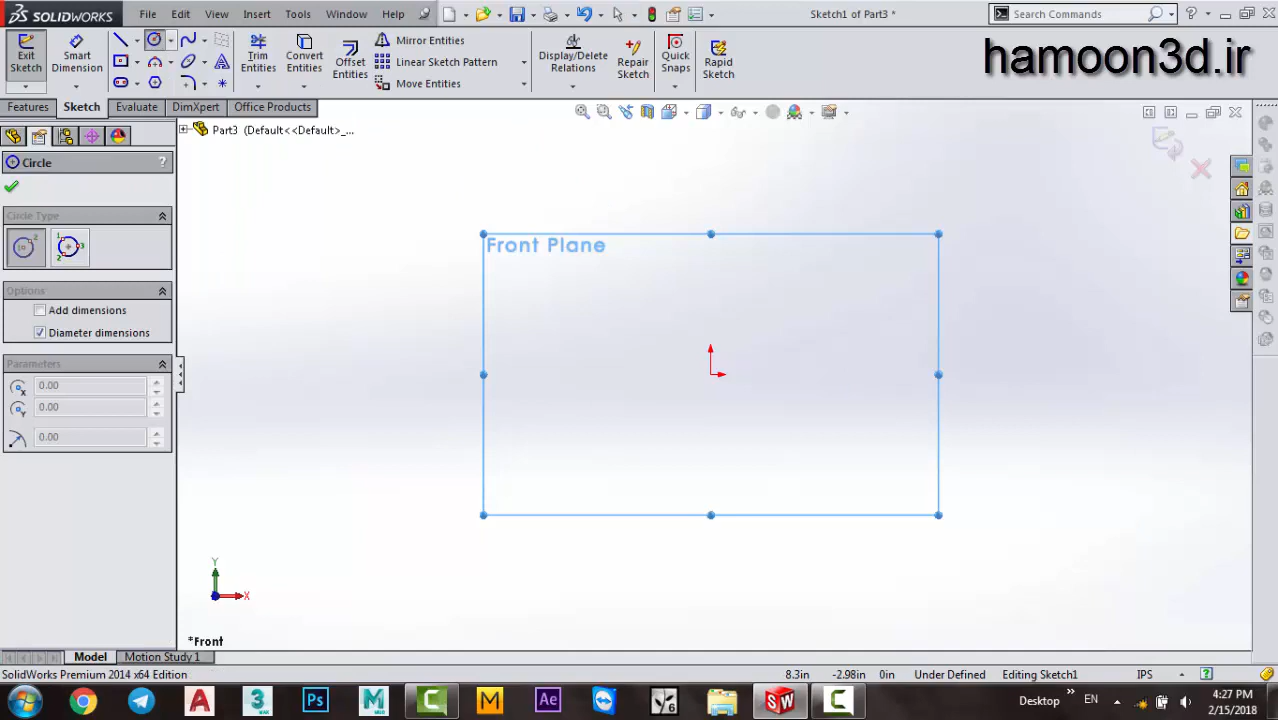 SOLIDWORKS File Edit View Insert Tools Window Help Sketch1 of Part3 * Search Commands
hamoon3d.ir
Exit Sketch
Smart Dimension
Trim Entities
Convert Entities
Offset Entities
Mirror Entities
Linear Sketch Pattern
Move Entities
Display/Delete Relations
Repair Sketch
Quick Snaps
Rapid Sketch
Features Sketch Evaluate DimXpert Office Products
Part3 (Default<<Default>_...
Circle ?
Circle Type
Options
Add dimensions
Diameter dimensions
Parameters
0.00
0.00
0.00
Front Plane
Y
X
*Front
Model Motion Study 1
SolidWorks Premium 2014 x64 Edition 8.3in -2.98in 0in Under Defined Editing Sketch1 IPS
Desktop EN 4:27 PM
2/15/2018